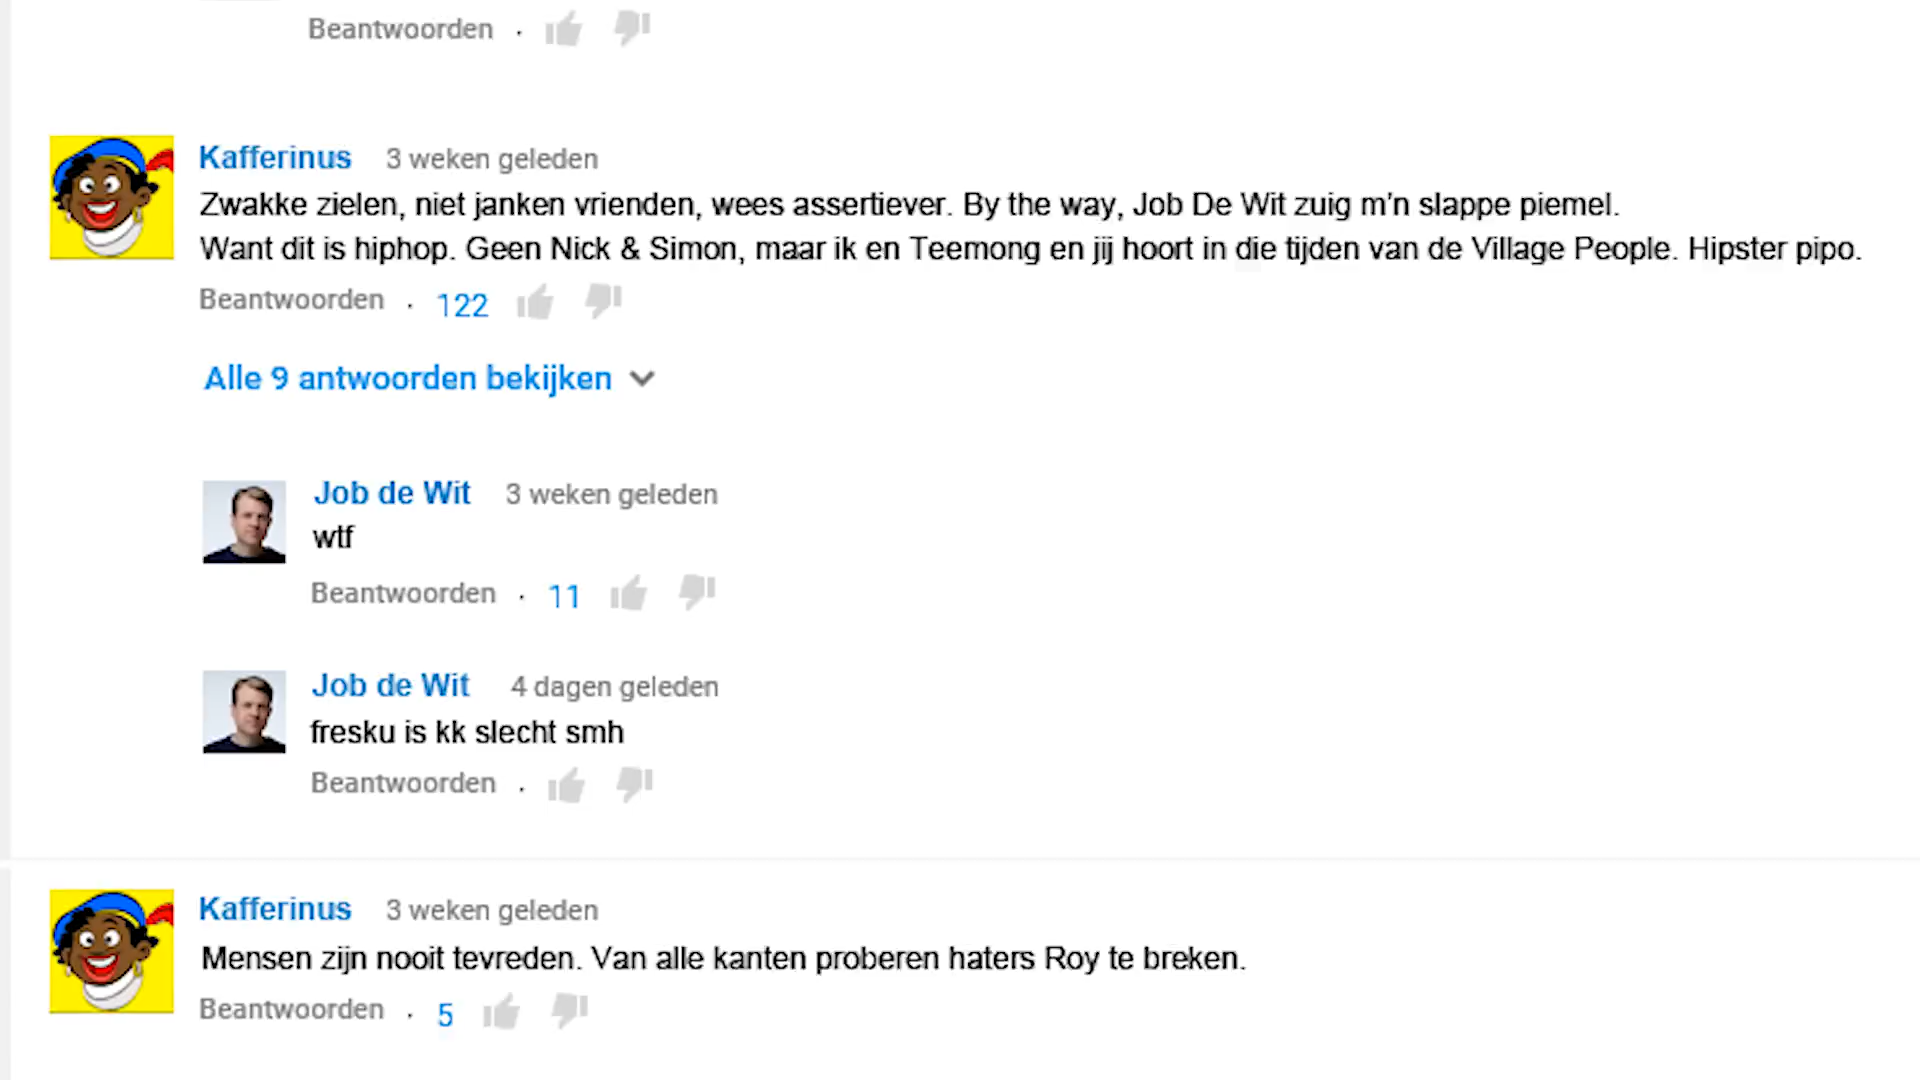 Beantwoorden ·
Kafferinus 3 weken geleden
Zwakke zielen, niet janken vrienden, wees assertiever. By the way, Job De Wit zuig m'n slappe piemel.
Want dit is hiphop. Geen Nick & Simon, maar ik en Teemong en jij hoort in die tijden van de Village People. Hipster pipo.
Beantwoorden · 122
Alle 9 antwoorden bekijken
Job de Wit 3 weken geleden
wtf
Beantwoorden · 11
Job de Wit 4 dagen geleden
fresku is kk slecht smh
Beantwoorden ·
Kafferinus 3 weken geleden
Mensen zijn nooit tevreden. Van alle kanten proberen haters Roy te breken.
Beantwoorden · 5